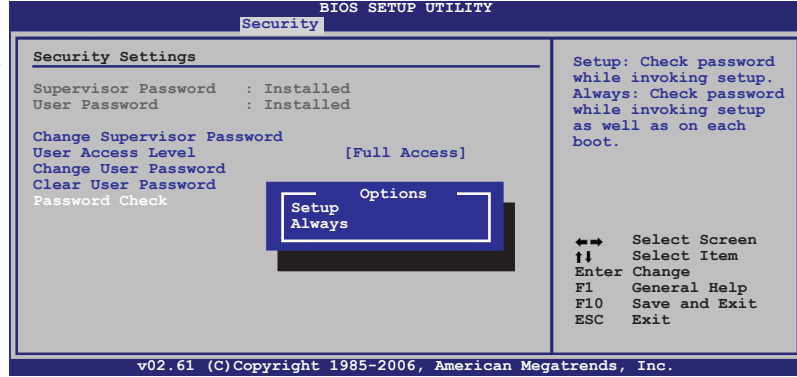 BIOS SETUP UTILITY
Security
Security Settings
Supervisor Password : Installed
User Password : Installed
Change Supervisor Password
User Access Level [Full Access]
Change User Password
Clear User Password
Password Check
Options
Setup
Always
Setup: Check password
while invoking setup.
Always: Check password
while invoking setup
as well as on each
boot.
←→ Select Screen
↑↓ Select Item
Enter Change
F1 General Help
F10 Save and Exit
ESC Exit
v02.61 (C)Copyright 1985-2006, American Megatrends, Inc.